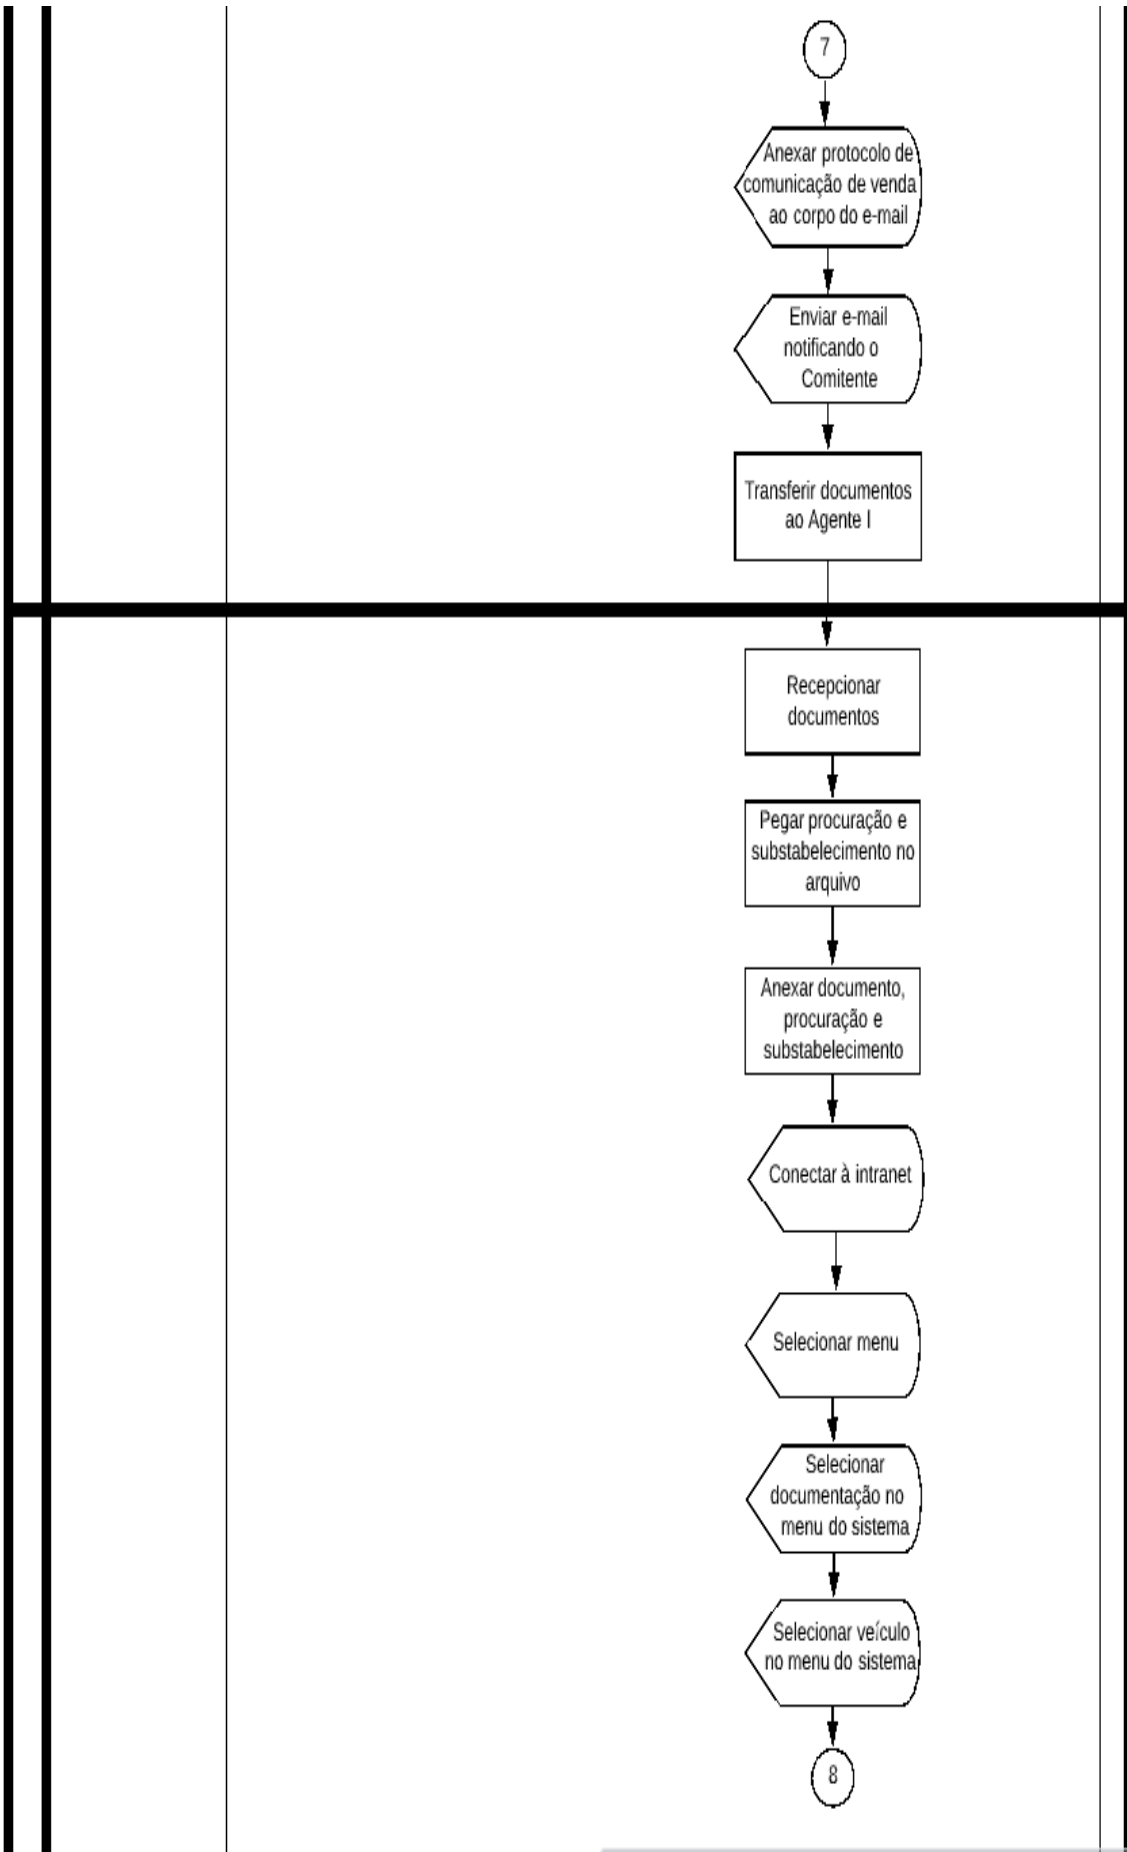 7
Anexar protocolo de
comunicação de venda
ao corpo do e-mail
Enviar e-mail
notificando o
Comitente
Transferir documentos
ao Agente I
Recepcionar
documentos
Pegar procuração e
substabelecimento no
arquivo
Anexar documento,
procuração e
substabelecimento
Conectar à intranet
Selecionar menu
Selecionar
documentação no
menu do sistema
Selecionar veículo
no menu do sistema
8